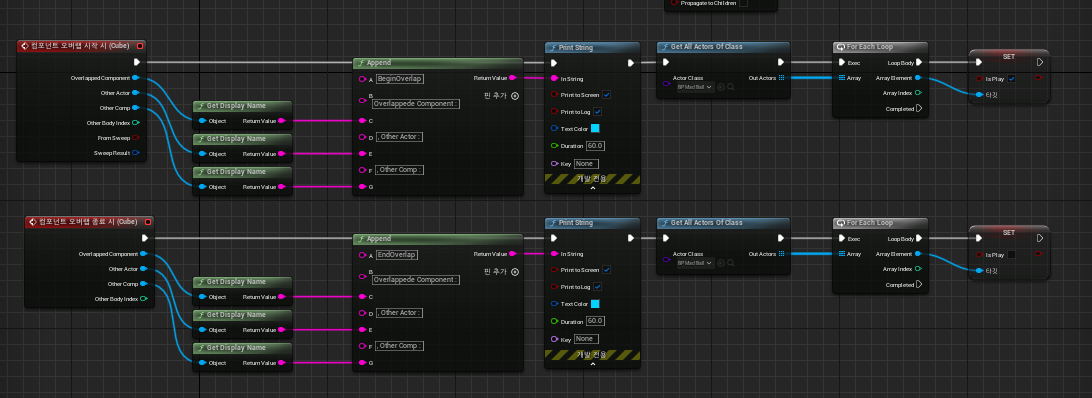 Propagate to Children
컴포넌트 오버랩 시작 시 (Cube)
Overlapped Component
Other Actor
Other Comp
Other Body Index
From Sweep
Sweep Result
Get Display Name
Object Return Value
Get Display Name
Object Return Value
Get Display Name
Object Return Value
Append
A BeginOverlap Return Value
B 핀 추가
Overlappede Component :
C
D , Other Actor :
E
F , Other Comp :
G
Print String
In String
Print to Screen
Print to Log
Text Color
Duration 60.0
Key None
개발 전용
Get All Actors Of Class
Actor Class Out Actors
BP Mad Ball
For Each Loop
Exec Loop Body
Array Array Element
Array Index
Completed
SET
Is Play
타깃
컴포넌트 오버랩 종료 시 (Cube)
Overlapped Component
Other Actor
Other Comp
Other Body Index
Get Display Name
Object Return Value
Get Display Name
Object Return Value
Get Display Name
Object Return Value
Append
A EndOverlap Return Value
B 핀 추가
Overlappede Component :
C
D , Other Actor :
E
F , Other Comp :
G
Print String
In String
Print to Screen
Print to Log
Text Color
Duration 60.0
Key None
개발 전용
Get All Actors Of Class
Actor Class Out Actors
BP Mad Ball
For Each Loop
Exec Loop Body
Array Array Element
Array Index
Completed
SET
Is Play
타깃